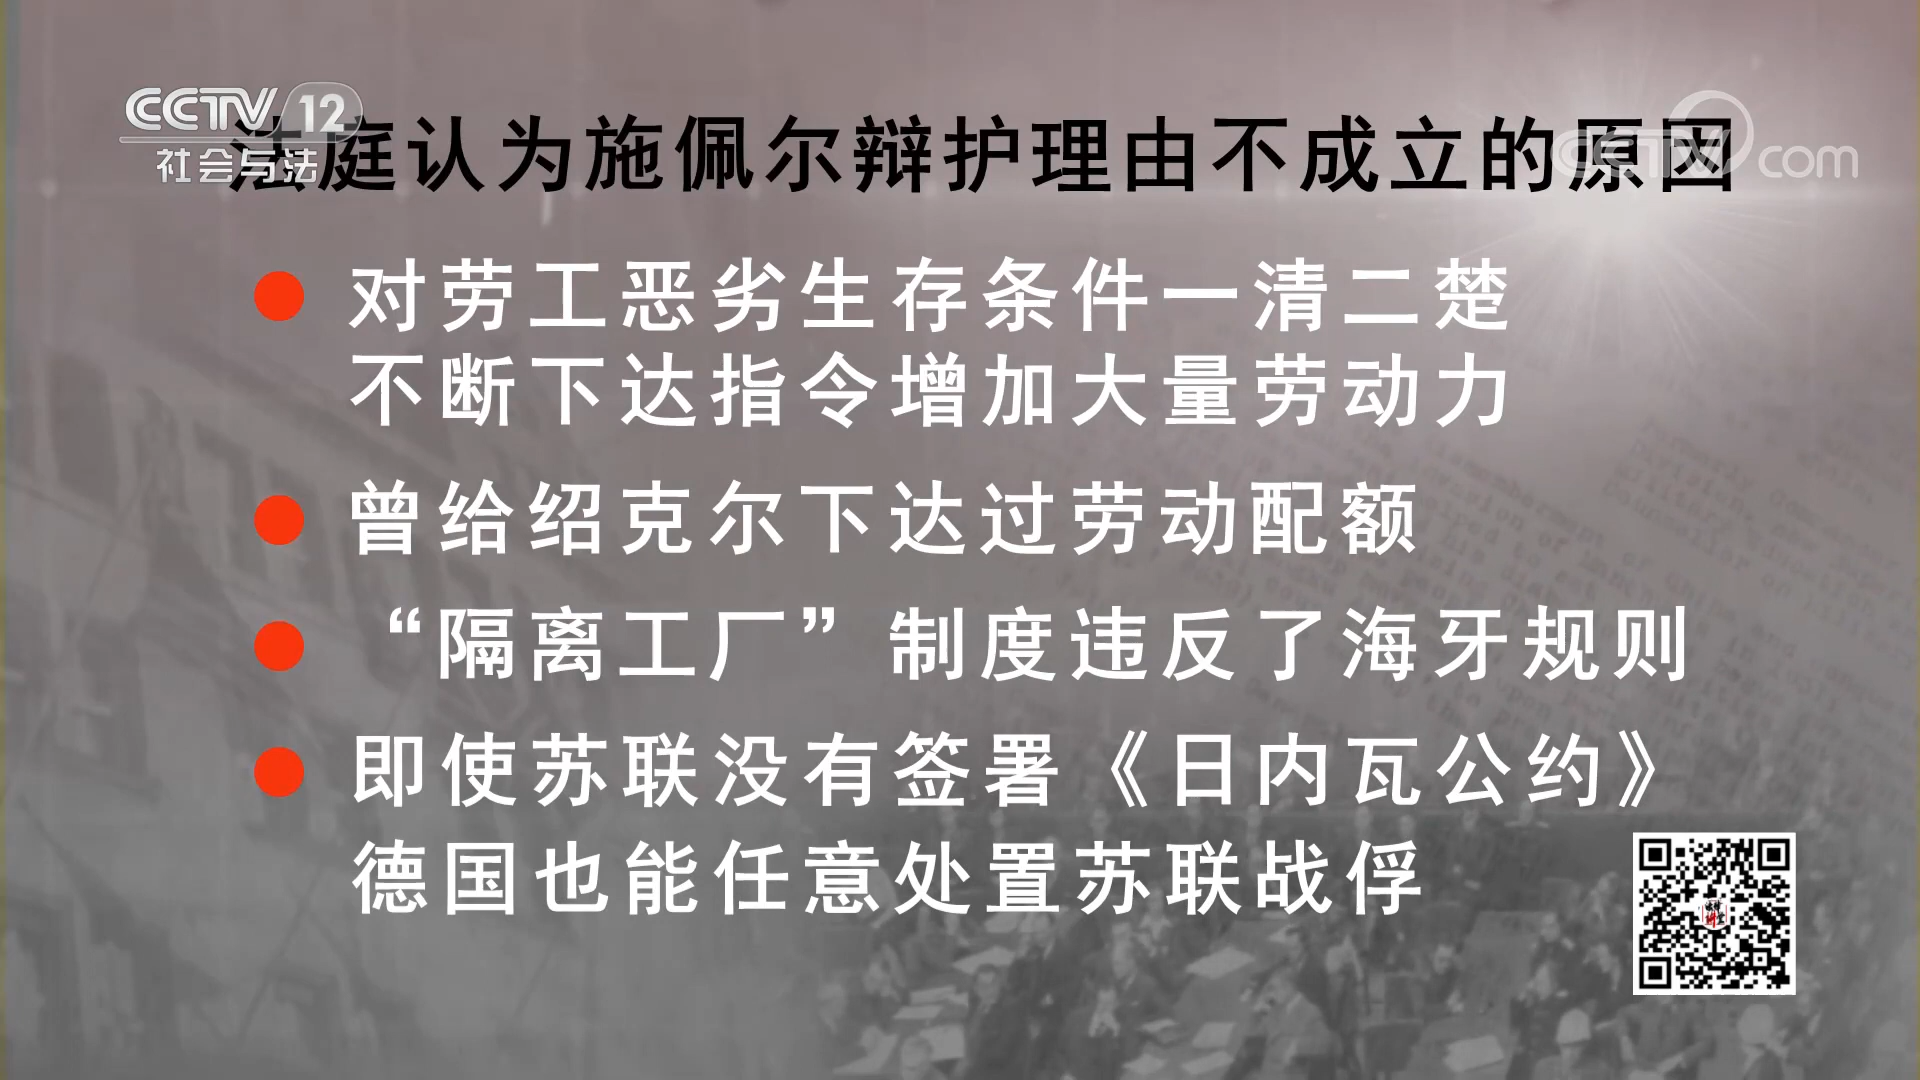 CCTV 12
社会与法
法庭认为施佩尔辩护理由不成立的原因
CCTV com
对劳工恶劣生存条件一清二楚
不断下达指令增加大量劳动力
曾给绍克尔下达过劳动配额
“隔离工厂”制度违反了海牙规则
即使苏联没有签署《日内瓦公约》
德国也能任意处置苏联战俘